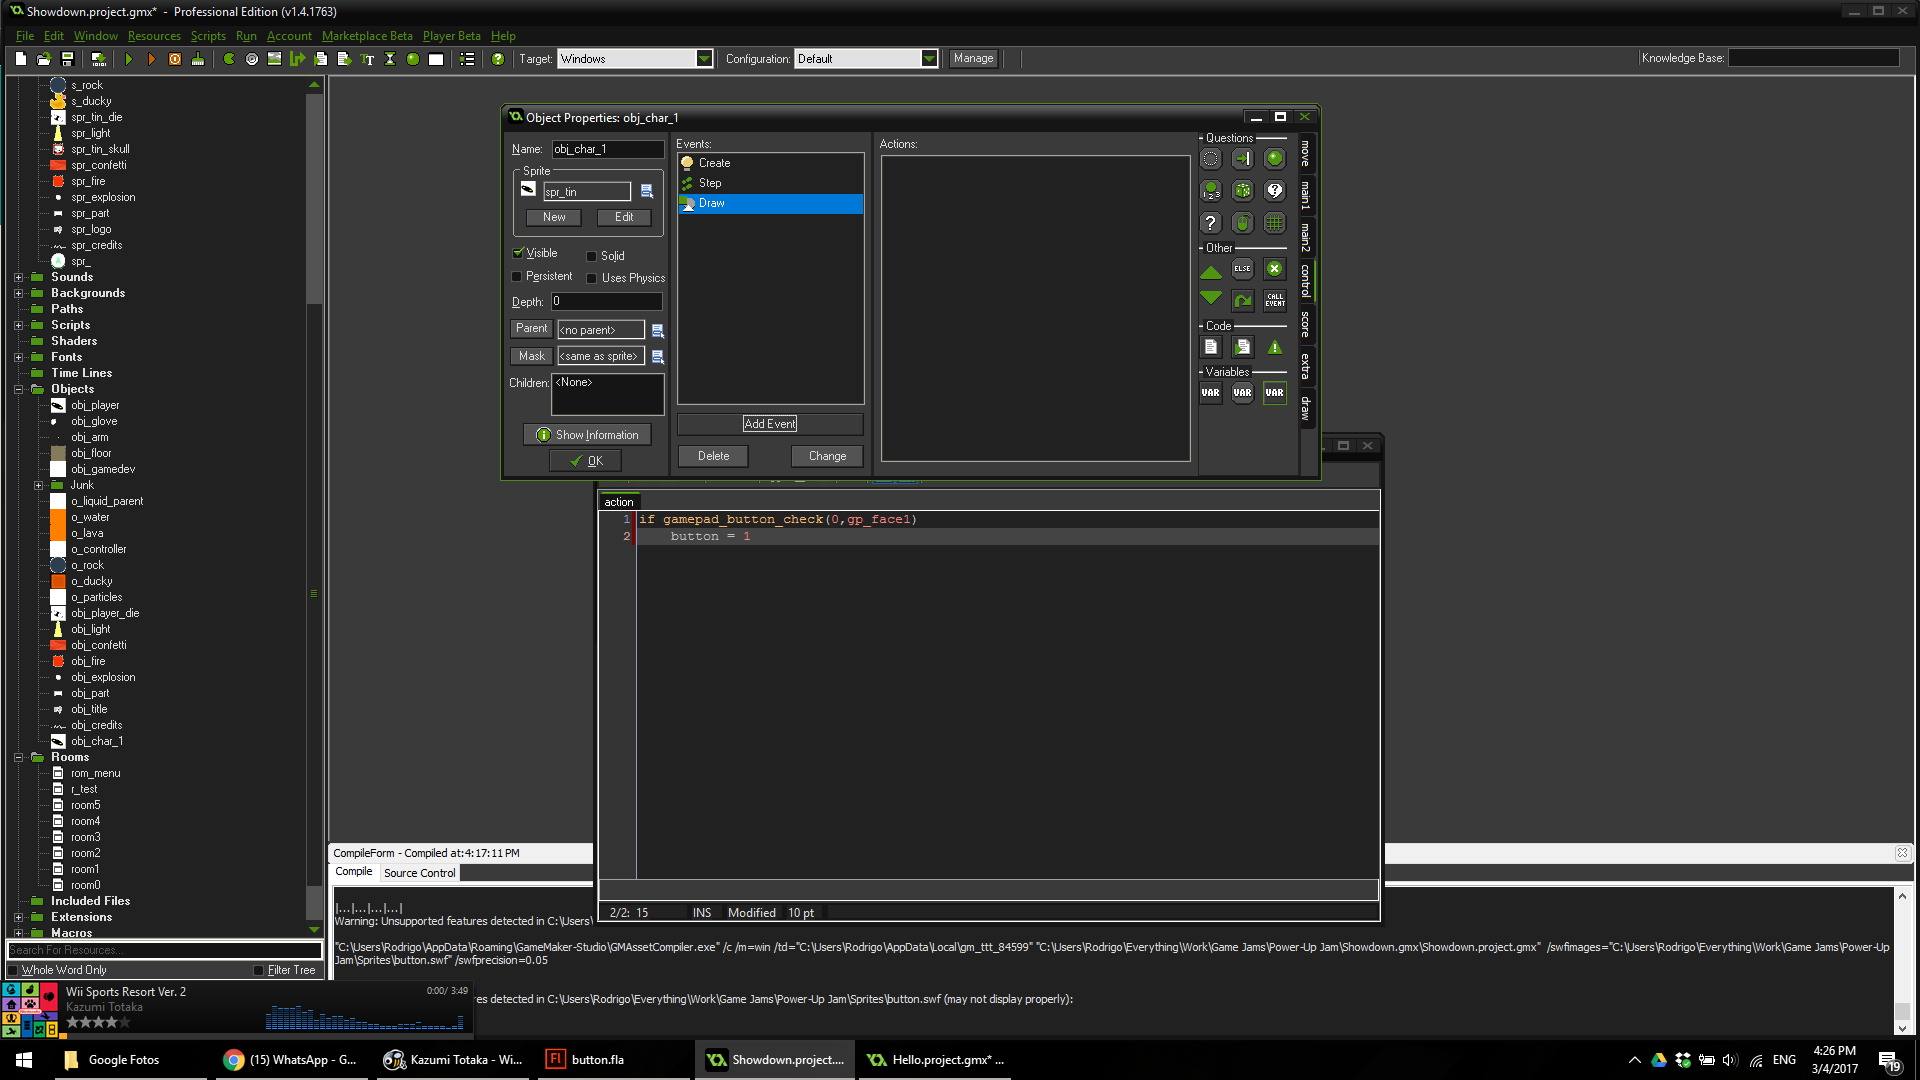 Showdown.project.gmx* - Professional Edition (v1.4.1763)
File Edit Window Resources Scripts Run Account Marketplace Beta Player Beta Help
Target: Windows Configuration: Default Manage Knowledge Base:
s_rock
s_ducky
spr_tin_die
spr_light
spr_tin_skull
spr_confetti
spr_fire
spr_explosion
spr_part
spr_logo
spr_credits
spr_
Sounds
Backgrounds
Paths
Scripts
Shaders
Fonts
Time Lines
Objects
obj_player
obj_glove
obj_arm
obj_floor
obj_gamedev
Junk
o_liquid_parent
o_water
o_lava
o_controller
o_rock
o_ducky
o_particles
obj_player_die
obj_light
obj_confetti
obj_fire
obj_explosion
obj_part
obj_title
obj_credits
obj_char_1
Rooms
rom_menu
r_test
room5
room4
room3
room2
room1
room0
Included Files
Extensions
Macros
Search For Resources...
Whole Word Only Filter Tree
Object Properties: obj_char_1
Name: obj_char_1
Sprite
spr_tin
New Edit
Visible Solid
Persistent Uses Physics
Depth: 0
Parent <no parent>
Mask <same as sprite>
Children: <None>
Show Information
OK
Events:
Create
Step
Draw
Add Event
Delete Change
Actions:
Questions
Other
ELSE
CALL EVENT
Code
Variables
VAR VAR VAR
move
main1
main2
control
score
extra
draw
action
1 if gamepad_button_check(0,gp_face1)
2 button = 1
2/2: 15 INS Modified 10 pt
CompileForm - Compiled at:4:17:11 PM
Compile Source Control
|...|...|...|...|
Warning: Unsupported features detected in C:\Users\
"C:\Users\Rodrigo\AppData\Roaming\GameMaker-Studio\GMAssetCompiler.exe" /c /m=win /td="C:\Users\Rodrigo\AppData\Local\gm_ttt_84599" "C:\Users\Rodrigo\Everything\Work\Game Jams\Power-Up Jam\Showdown.gmx\Showdown.project.gmx" /swfimages="C:\Users\Rodrigo\Everything\Work\Game Jams\Power-Up
Jam\Sprites\button.swf" /swfprecision=0.05
res detected in C:\Users\Rodrigo\Everything\Work\Game Jams\Power-Up Jam\Sprites\button.swf (may not display properly):
Wii Sports Resort Ver. 2 0:00/ 3:49
Kazumi Totaka
Google Fotos (15) WhatsApp - G... Kazumi Totaka - Wi... button.fla Showdown.project.... Hello.project.gmx* ...
ENG
4:26 PM
3/4/2017
19